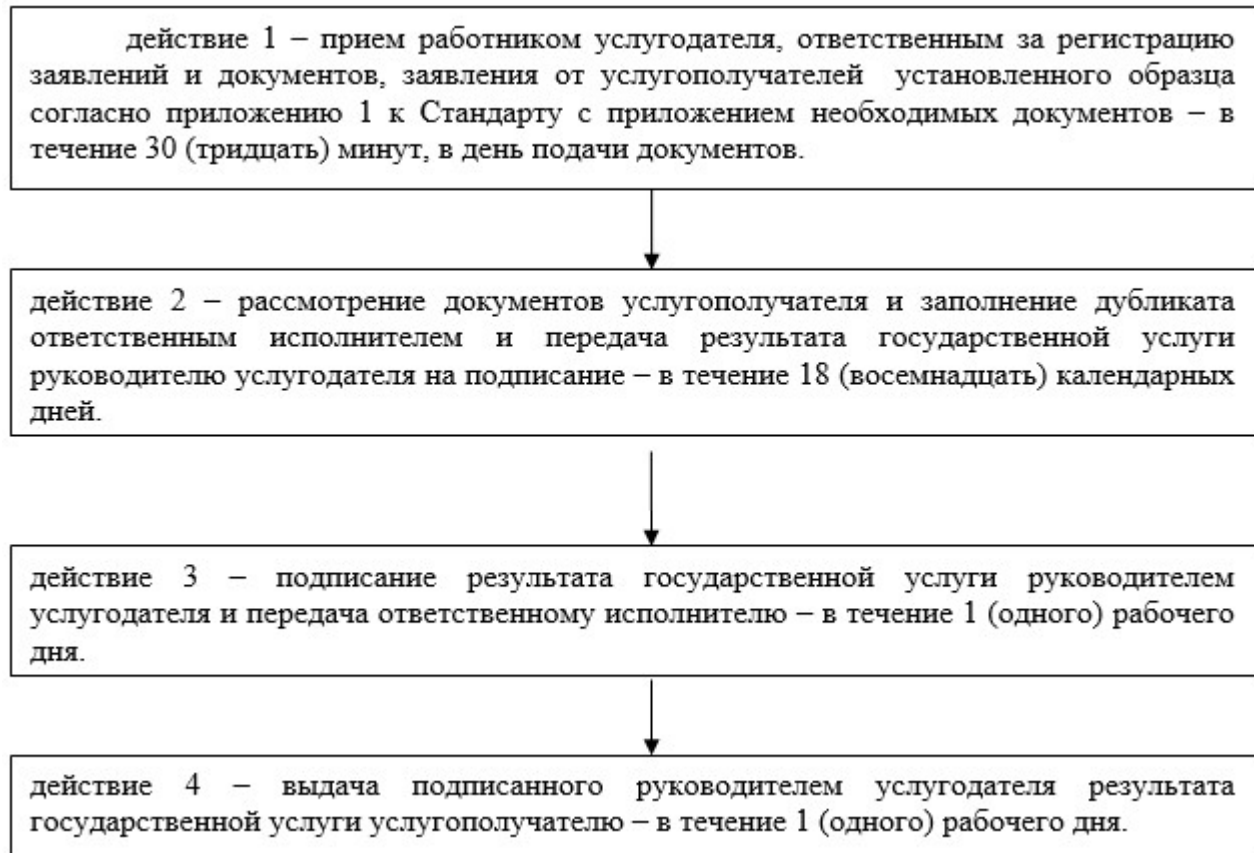 действие 1 – прием работником услугодателя, ответственным за регистрацию
заявлений и документов, заявления от услугополучателей установленного образца
согласно приложению 1 к Стандарту с приложением необходимых документов – в
течение 30 (тридцать) минут, в день подачи документов.
действие 2 – рассмотрение документов услугополучателя и заполнение дубликата
ответственным исполнителем и передача результата государственной услуги
руководителю услугодателя на подписание – в течение 18 (восемнадцать) календарных
дней.
действие 3 – подписание результата государственной услуги руководителем
услугодателя и передача ответственному исполнителю – в течение 1 (одного) рабочего
дня.
действие 4 – выдача подписанного руководителем услугодателя результата
государственной услуги услугополучателю – в течение 1 (одного) рабочего дня.